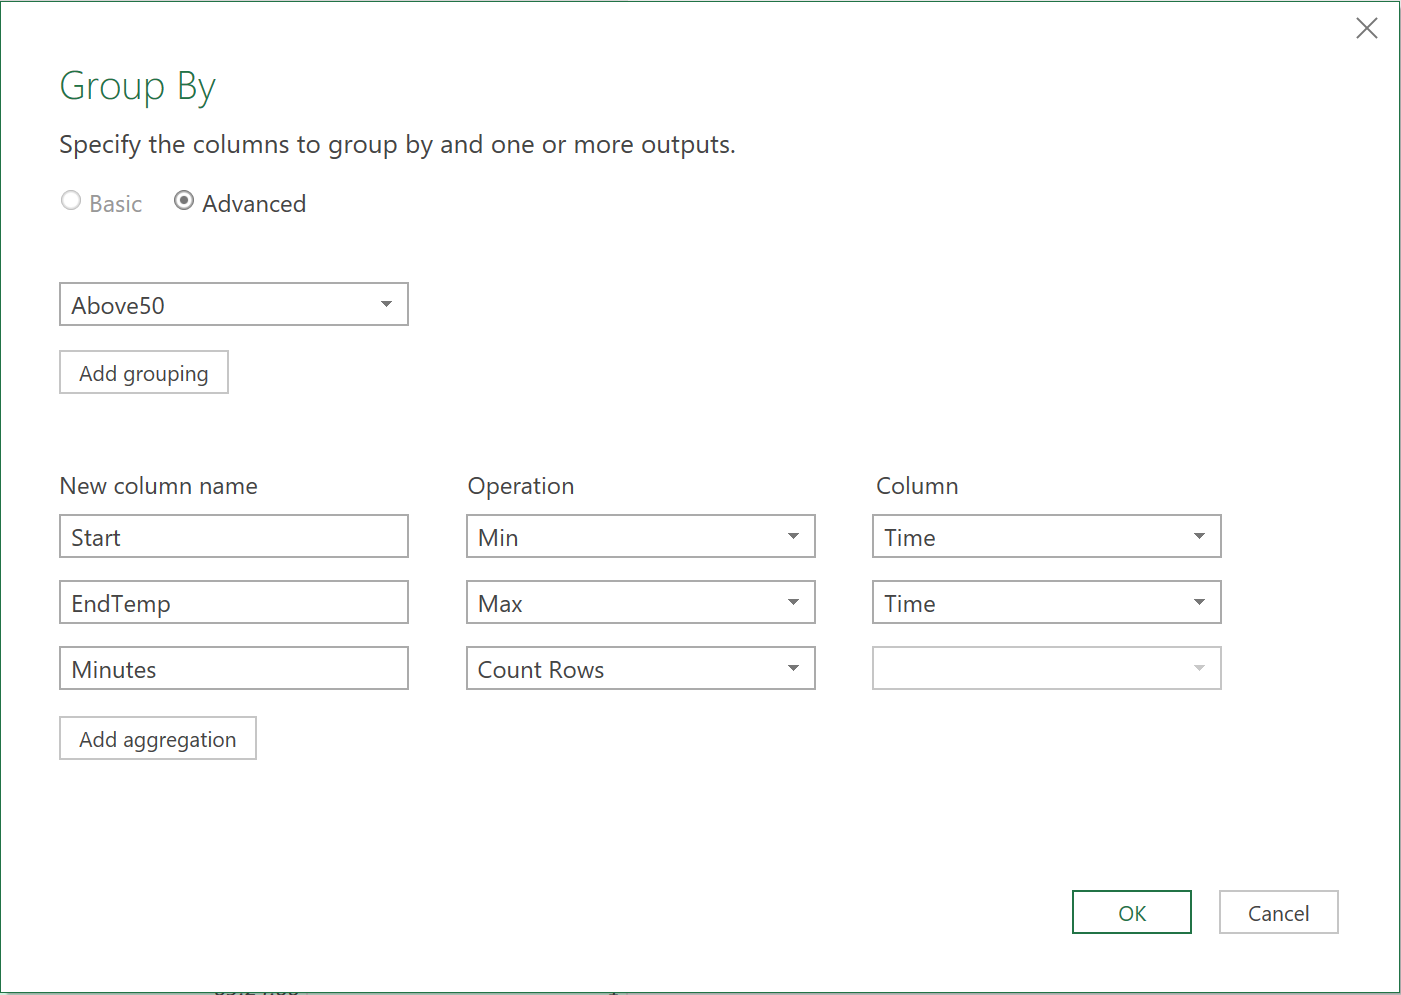 Group By
Specify the columns to group by and one or more outputs.
Basic Advanced
Above50
Add grouping
New column name Operation Column
Start Min Time
EndTemp Max Time
Minutes Count Rows
Add aggregation
OK Cancel